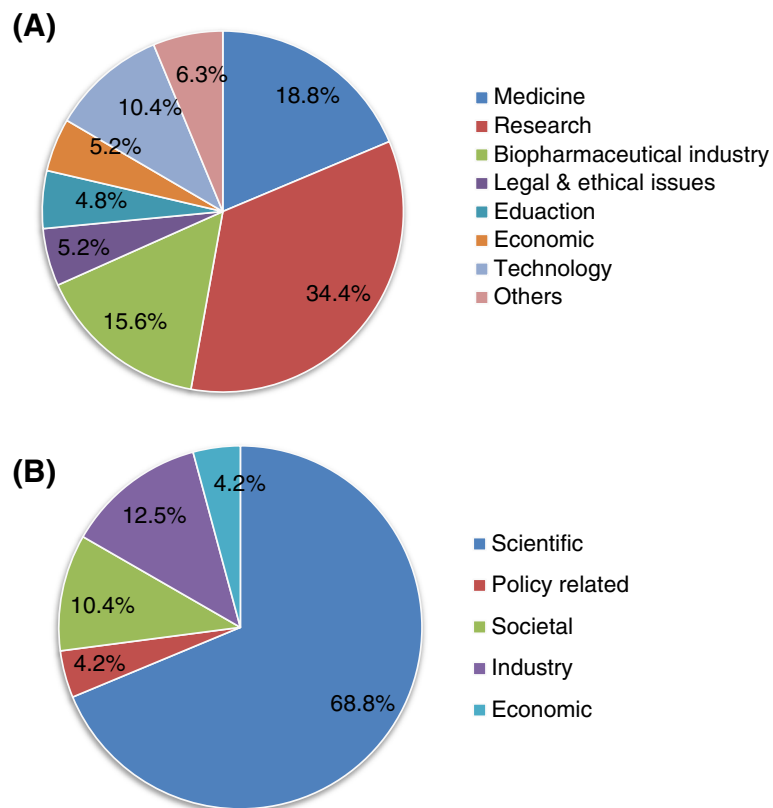 (A)
6.3%
18.8%
10.4%
5.2%
4.8%
5.2%
15.6%
34.4%
Medicine
Research
Biopharmaceutical industry
Legal & ethical issues
Eduaction
Economic
Technology
Others
(B)
4.2%
12.5%
10.4%
4.2%
68.8%
Scientific
Policy related
Societal
Industry
Economic